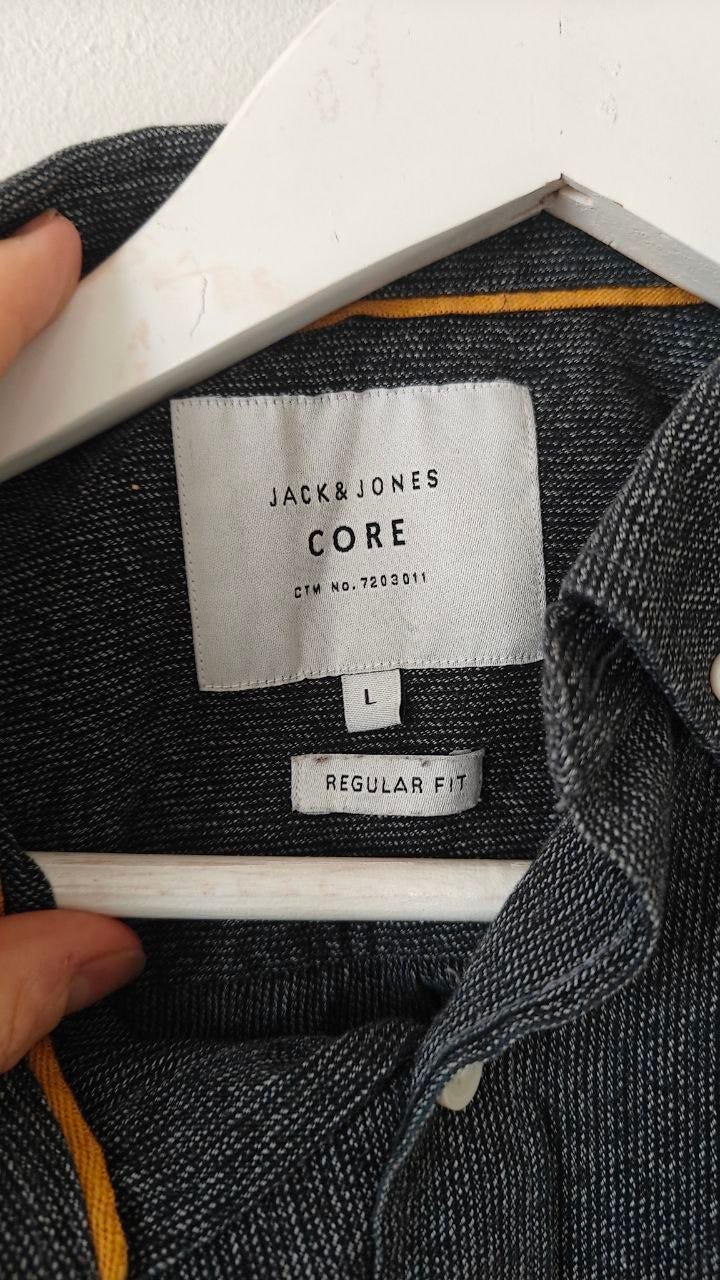 JACK & JONES
CORE
CTM No. 7203011
L
REGULAR FIT